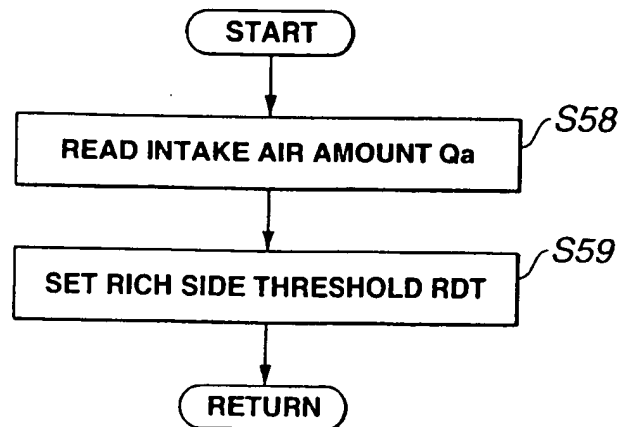 START
S58
READ INTAKE AIR AMOUNT Qa
S59
SET RICH SIDE THRESHOLD RDT
RETURN